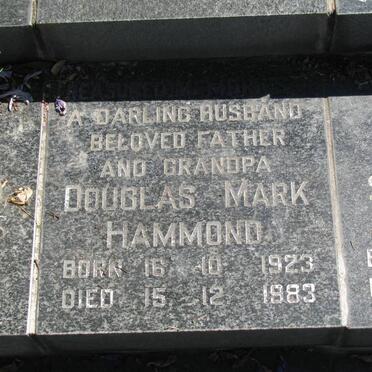 A DARLING HUSBAND
BELOVED FATHER
AND GRANDPA
DOUGLAS MARK
HAMMOND
BORN 16 10 1923
DIED 15 12 1983